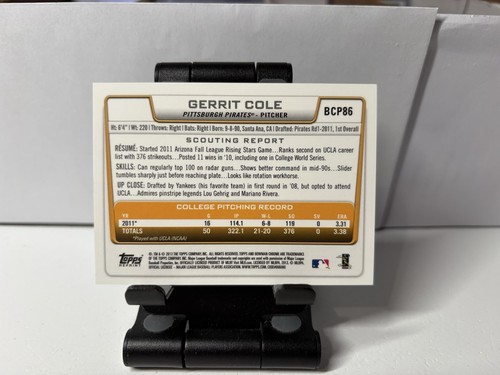 GERRIT COLE
PITTSBURGH PIRATES® - PITCHER
BCP86
Ht: 6'4" | Wt: 220 | Throws: Right | Bats: Right | Born: 9-8-90, Santa Ana, CA | Drafted: Pirates Rd1-2011, 1st Overall
SCOUTING REPORT
RÉSUMÉ: Started 2011 Arizona Fall League Rising Stars Game...Ranks second on UCLA career
list with 376 strikeouts...Posted 11 wins in '10, including one in College World Series.
SKILLS: Can regularly top 100 on radar guns...Shows better command in mid-90s...Slider
tumbles sharply just before reaching plate...Looks like rotation workhorse.
UP CLOSE: Drafted by Yankees (his favorite team) in first round in '08, but opted to attend
UCLA...Admires pinstripe legends Lou Gehrig and Mariano Rivera.
COLLEGE PITCHING RECORD
YR G IP W-L SO SV ERA
2011* 16 114.1 6-8 119 0 3.31
TOTALS 50 322.1 21-20 376 0 3.38
*Played with UCLA (NCAA)
Topps
REPRINT